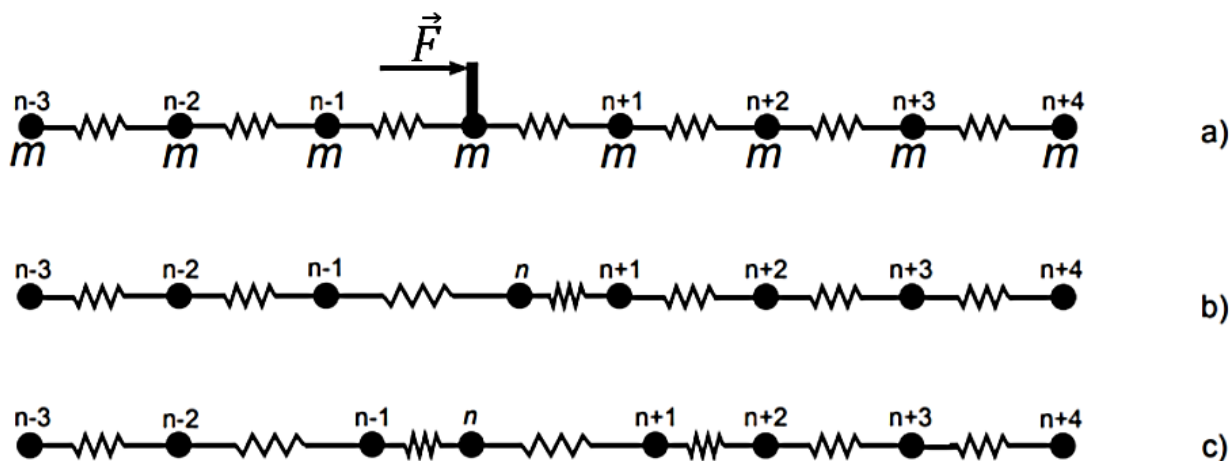 F
n-3 n-2 n-1 n+1 n+2 n+3 n+4
m m m m m m m m a)
n-3 n-2 n-1 n n+1 n+2 n+3 n+4
b)
n-3 n-2 n-1 n n+1 n+2 n+3 n+4
c)